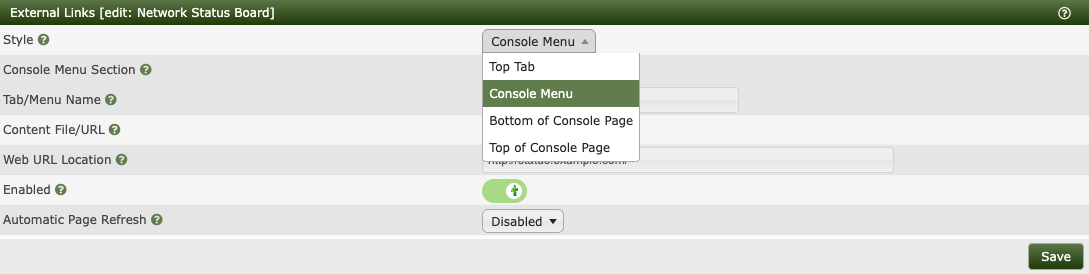 External Links [edit: Network Status Board]
Style
Console Menu
Top Tab
Console Menu Section
Console Menu
Tab/Menu Name
Bottom of Console Page
Content File/URL
Top of Console Page
Web URL Location
Enabled
Automatic Page Refresh
Disabled
Save